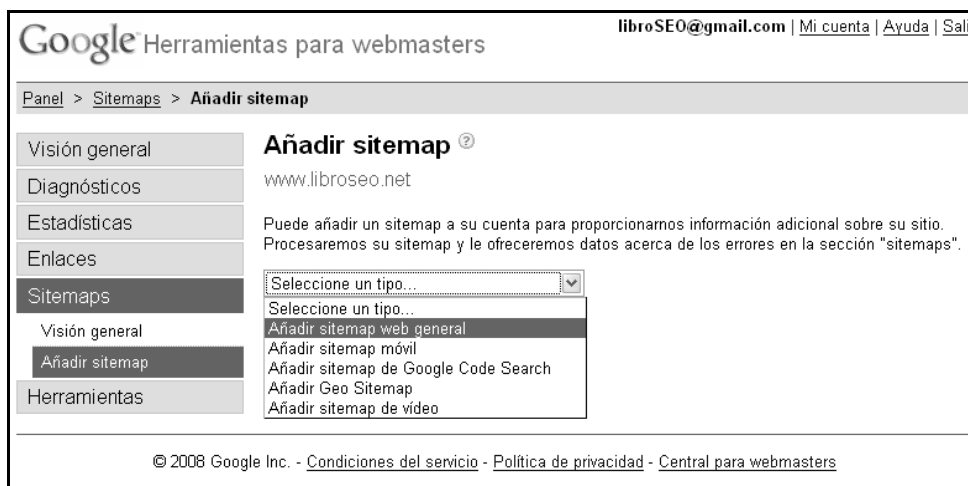 libroSEO@gmail.com | Mi cuenta | Ayuda |
Google Herramientas para webmasters
Panel > Sitemaps > Añadir sitemap
Visión general
Diagnósticos
Estadísticas
Enlaces
Sitemaps
Visión general
Añadir sitemap
Herramientas
Añadir sitemap ?
www.libroseo.net
Puede añadir un sitemap a su cuenta para proporcionarnos información adicional sobre su sitio.
Procesaremos su sitemap y le ofreceremos datos acerca de los errores en la sección "sitemaps".
Seleccione un tipo...
Seleccione un tipo...
Añadir sitemap web general
Añadir sitemap móvil
Añadir sitemap de Google Code Search
Añadir Geo Sitemap
Añadir sitemap de vídeo
© 2008 Google Inc. - Condiciones del servicio - Política de privacidad - Central para webmasters